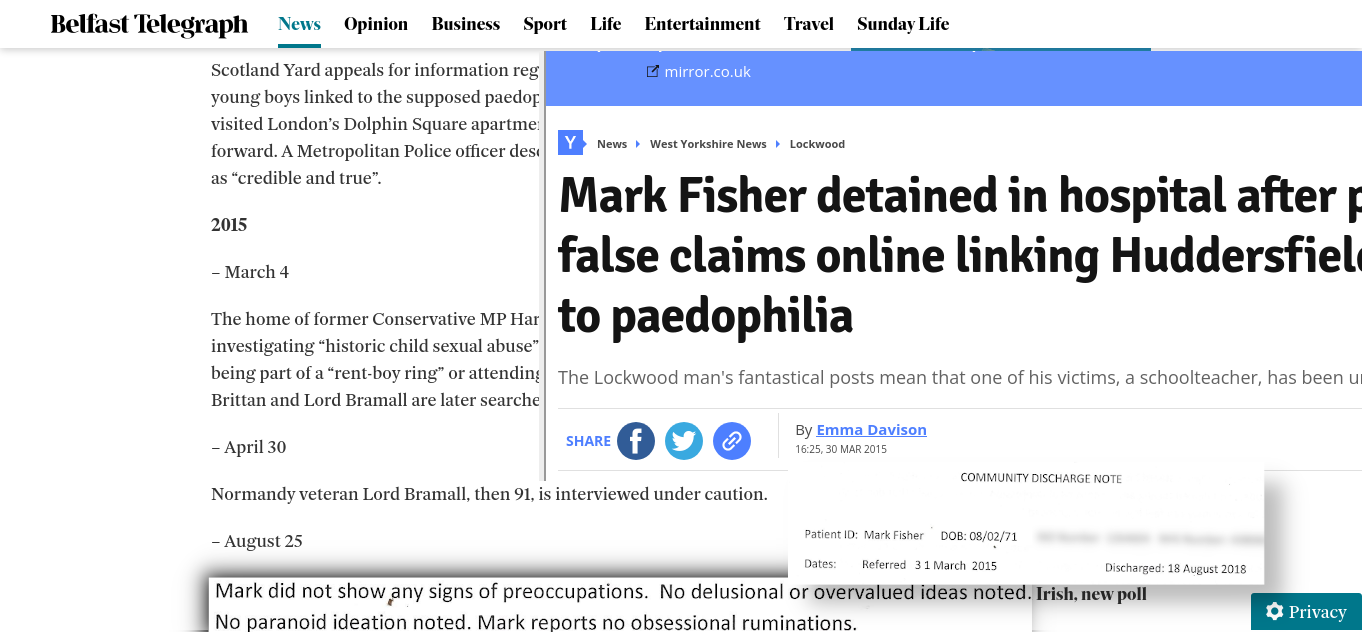 Belfast Telegraph
News Opinion Business Sport Life Entertainment Travel Sunday Life
Scotland Yard appeals for information reg
young boys linked to the supposed paedop
visited London's Dolphin Square apartme
forward. A Metropolitan Police officer desc
as “credible and true”.
2015
– March 4
The home of former Conservative MP Har
investigating “historic child sexual abuse”
being part of a “rent-boy ring” or attending
Brittan and Lord Bramall are later searche
– April 30
Normandy veteran Lord Bramall, then 91, is interviewed under caution.
– August 25
mirror.co.uk
Y News West Yorkshire News Lockwood
Mark Fisher detained in hospital after p
false claims online linking Huddersfield
to paedophilia
The Lockwood man's fantastical posts mean that one of his victims, a schoolteacher, has been u
SHARE
By Emma Davison
16:25, 30 MAR 2015
COMMUNITY DISCHARGE NOTE
Patient ID: Mark Fisher DOB: 08/02/71
Dates: Referred 31 March 2015 Discharged: 18 August 2018
Mark did not show any signs of preoccupations. No delusional or overvalued ideas noted.
No paranoid ideation noted. Mark reports no obsessional ruminations.
Irish, new poll
Privacy